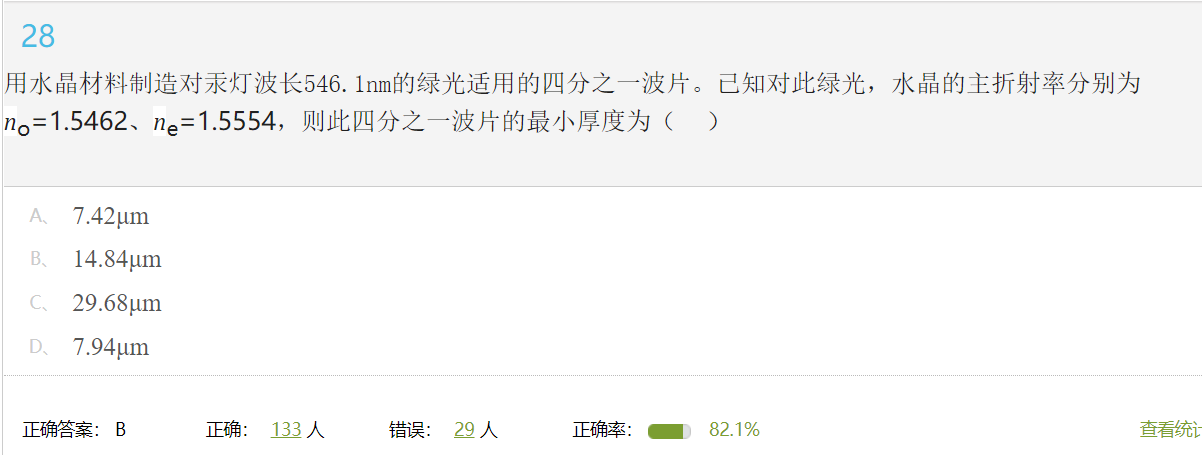 28
用水晶材料制造对汞灯波长546.1nm的绿光适用的四分之一波片。已知对此绿光，水晶的主折射率分别为
no=1.5462、ne=1.5554，则此四分之一波片的最小厚度为（ ）
A、 7.42μm
B、 14.84μm
C、 29.68μm
D、 7.94μm
正确答案： B 正确： 133 人 错误： 29 人 正确率： 82.1% 查看统计